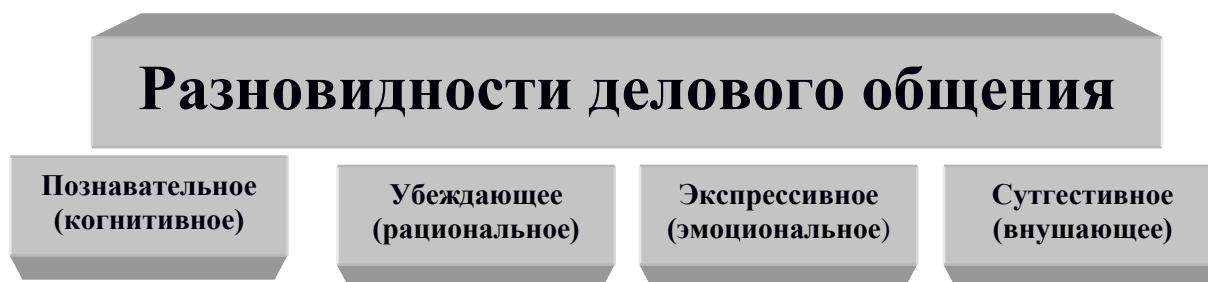 Разновидности делового общения
Познавательное
(когнитивное)
Убеждающее
(рациональное)
Экспрессивное
(эмоциональное)
Сутгестивное
(внушающее)